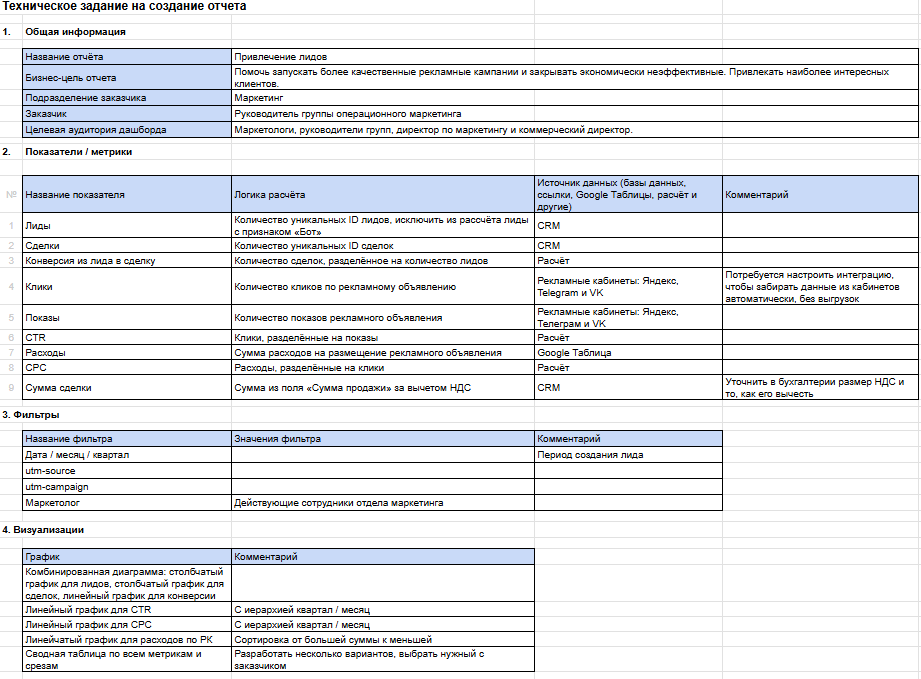 Техническое задание на создание отчета
1. Общая информация
Название отчёта Привлечение лидов
Бизнес-цель отчета Помочь запускать более качественные рекламные кампании и закрывать экономически неэффективные. Привлекать наиболее интересных
клиентов.
Подразделение заказчика Маркетинг
Заказчик Руководитель группы операционного маркетинга
Целевая аудитория дашборда Маркетологи, руководители групп, директор по маркетингу и коммерческий директор.
2. Показатели / метрики
№ Название показателя Логика расчёта Источник данных (базы данных,
ссылки, Google Таблицы, расчёт и
другие) Комментарий
1 Лиды Количество уникальных ID лидов, исключить из рассчёта лиды
с признаком «Бот» CRM
2 Сделки Количество уникальных ID сделок CRM
3 Конверсия из лида в сделку Количество сделок, разделённое на количество лидов Расчёт
4 Клики Количество кликов по рекламному объявлению Рекламные кабинеты: Яндекс,
Telegram и VK Потребуется настроить интеграцию,
чтобы забирать данные из кабинетов
автоматически, без выгрузок
5 Показы Количество показов рекламного объявления Рекламные кабинеты: Яндекс,
Телеграм и VK
6 CTR Клики, разделённые на показы Расчёт
7 Расходы Сумма расходов на размещение рекламного объявления Google Таблица
8 CPC Расходы, разделённые на клики Расчёт
9 Сумма сделки Сумма из поля «Сумма продажи» за вычетом НДС CRM Уточнить в бухгалтерии размер НДС и
то, как его вычесть
3. Фильтры
Название фильтра Значения фильтра Комментарий
Дата / месяц / квартал Период создания лида
utm-source
utm-campaign
Маркетолог Действующие сотрудники отдела маркетинга
4. Визуализации
График Комментарий
Комбинированная диаграмма: столбчатый
график для лидов, столбчатый график для
сделок, линейный график для конверсии
Линейный график для CTR С иерархией квартал / месяц
Линейный график для CPC С иерархией квартал / месяц
Линейчатый график для расходов по РК Сортировка от большей суммы к меньшей
Сводная таблица по всем метрикам и
срезам Разработать несколько вариантов, выбрать нужный с
заказчиком